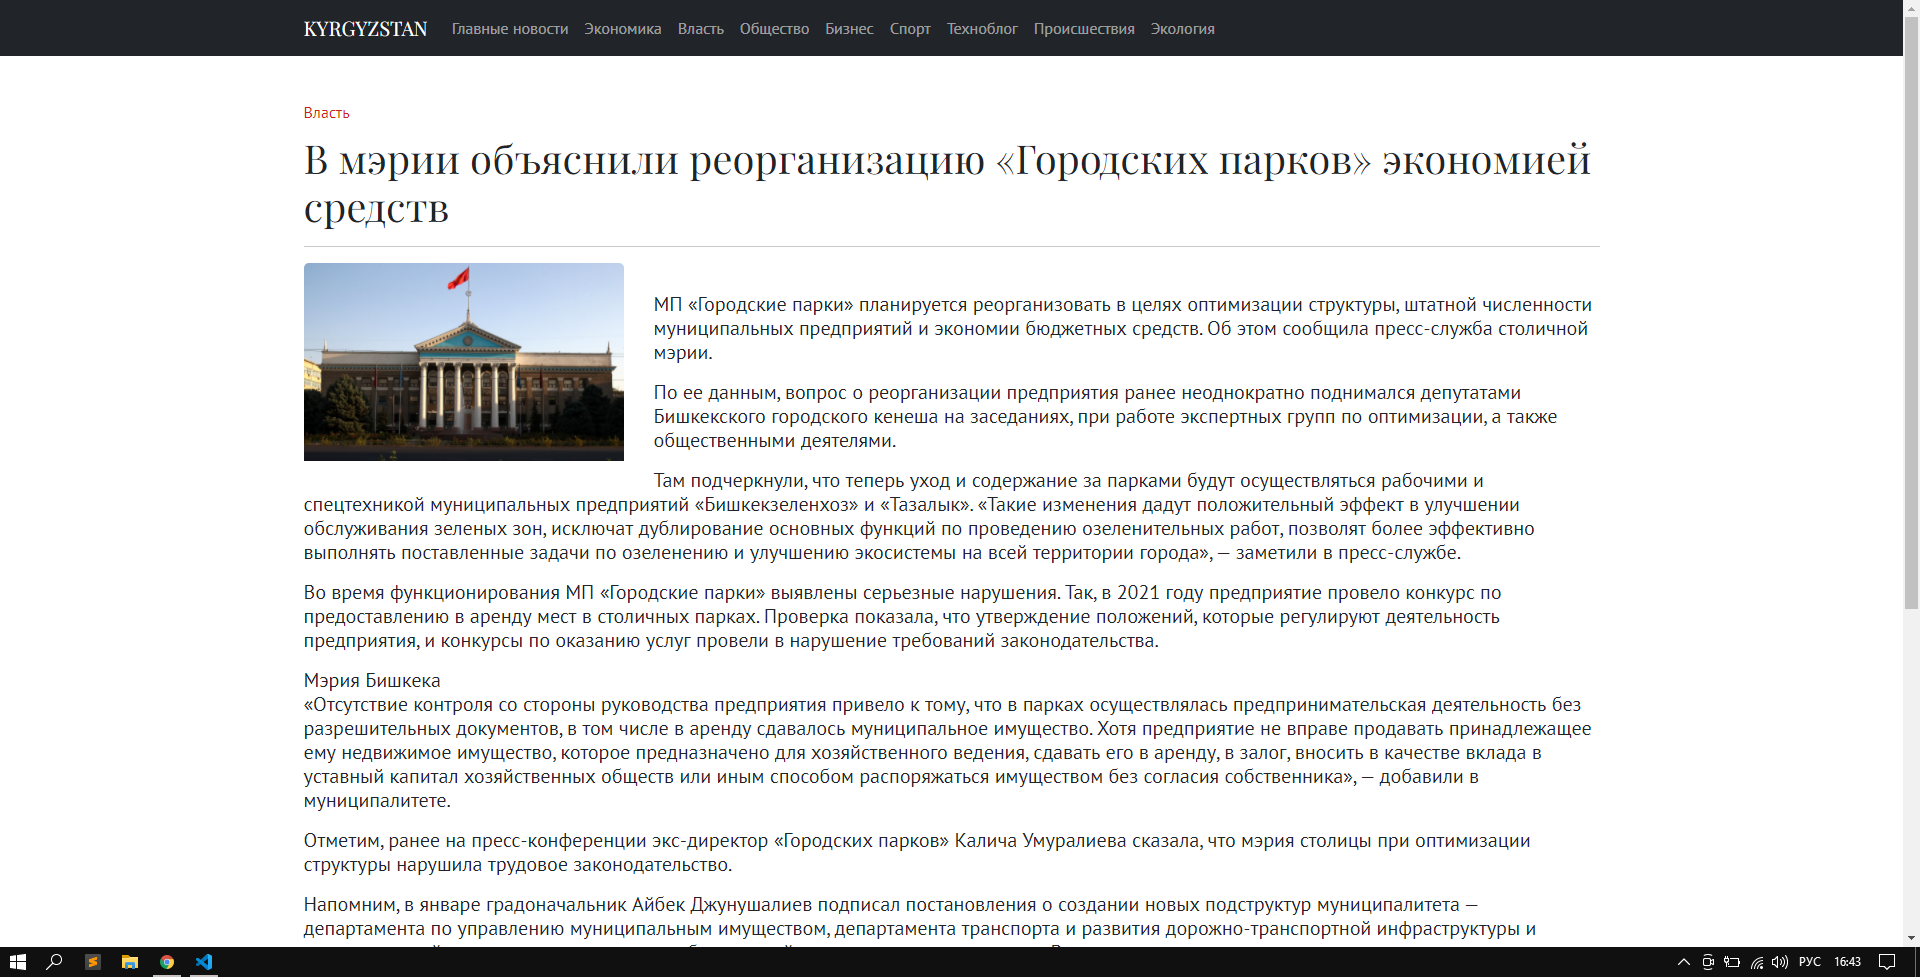 KYRGYZSTAN Главные новости Экономика Власть Общество Бизнес Спорт Техноблог Происшествия Экология
Власть
В мэрии объяснили реорганизацию «Городских парков» экономией
средств
МП «Городские парки» планируется реорганизовать в целях оптимизации структуры, штатной численности
муниципальных предприятий и экономии бюджетных средств. Об этом сообщила пресс-служба столичной
мэрии.
По ее данным, вопрос о реорганизации предприятия ранее неоднократно поднимался депутатами
Бишкекского городского кенеша на заседаниях, при работе экспертных групп по оптимизации, а также
общественными деятелями.
Там подчеркнули, что теперь уход и содержание за парками будут осуществляться рабочими и
спецтехникой муниципальных предприятий «Бишкекзеленхоз» и «Тазалык». «Такие изменения дадут положительный эффект в улучшении
обслуживания зеленых зон, исключат дублирование основных функций по проведению озеленительных работ, позволят более эффективно
выполнять поставленные задачи по озеленению и улучшению экосистемы на всей территории города», — заметили в пресс-службе.
Во время функционирования МП «Городские парки» выявлены серьезные нарушения. Так, в 2021 году предприятие провело конкурс по
предоставлению в аренду мест в столичных парках. Проверка показала, что утверждение положений, которые регулируют деятельность
предприятия, и конкурсы по оказанию услуг провели в нарушение требований законодательства.
Мэрия Бишкека
«Отсутствие контроля со стороны руководства предприятия привело к тому, что в парках осуществлялась предпринимательская деятельность без
разрешительных документов, в том числе в аренду сдавалось муниципальное имущество. Хотя предприятие не вправе продавать принадлежащее
ему недвижимое имущество, которое предназначено для хозяйственного ведения, сдавать его в аренду, в залог, вносить в качестве вклада в
уставный капитал хозяйственных обществ или иным способом распоряжаться имуществом без согласия собственника», — добавили в
муниципалитете.
Отметим, ранее на пресс-конференции экс-директор «Городских парков» Калича Умуралиева сказала, что мэрия столицы при оптимизации
структуры нарушила трудовое законодательство.
Напомним, в январе градоначальник Айбек Джунушалиев подписал постановления о создании новых подструктур муниципалитета —
департамента по управлению муниципальным имуществом, департамента транспорта и развития дорожно-транспортной инфраструктуры и
РУС 16:43